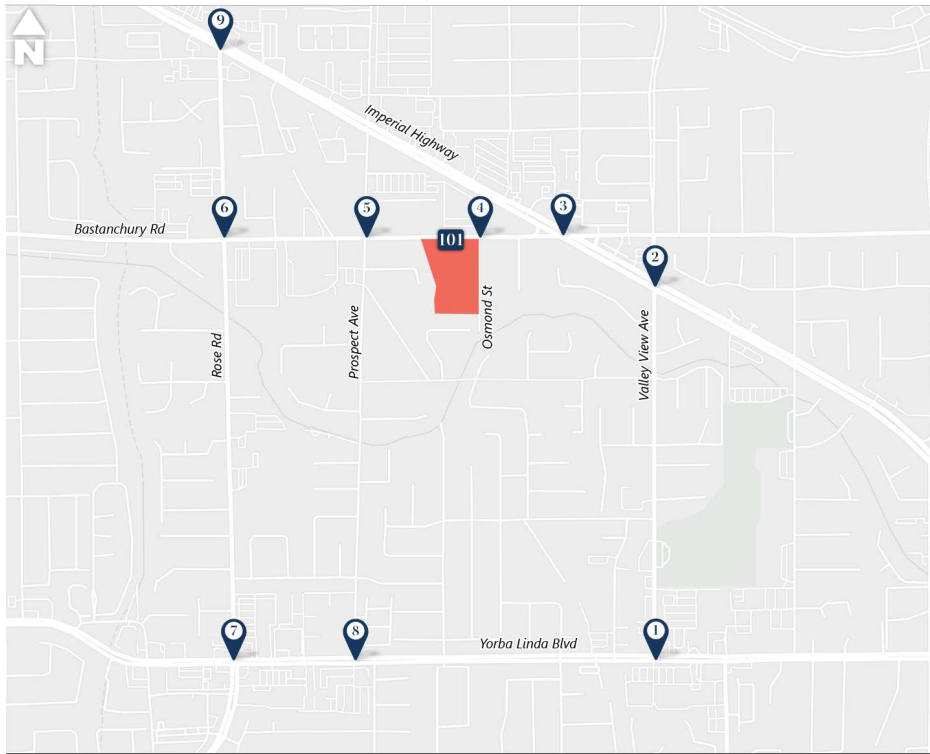 9
N
Imperial Highway
6
5
4
3
Bastanchury Rd
101
2
Rose Rd
Prospect Ave
Osmond St
Valley View Ave
7
8
Yorba Linda Blvd
1